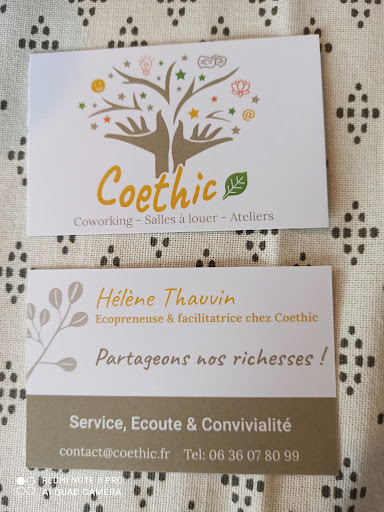 @
Coethic
Coworking - Salles à louer - Ateliers
Hélène Thauvin
Ecopreneuse & facilitatrice chez Coethic
Partageons nos richesses !
Service, Ecoute & Convivialité
contact@coethic.fr Tel: 06 36 07 80 99
REDMI NOTE 8 PRO
AI QUAD CAMERA